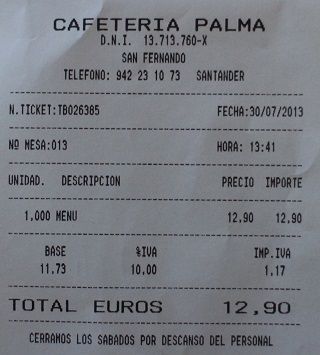 CAFETERIA PALMA
D.N.I. 13.713.760-X
SAN FERNANDO
TELEFONO: 942 23 10 73 SANTANDER
N.TICKET:TB026385 FECHA:30/07/2013
Nº MESA:013 HORA: 13:41
UNIDAD. DESCRIPCION PRECIO IMPORTE
1,000 MENU 12,90 12,90
BASE %IVA IMP.IVA
11,73 10,00 1,17
TOTAL EUROS 12,90
CERRAMOS LOS SABADOS POR DESCANSO DEL PERSONAL